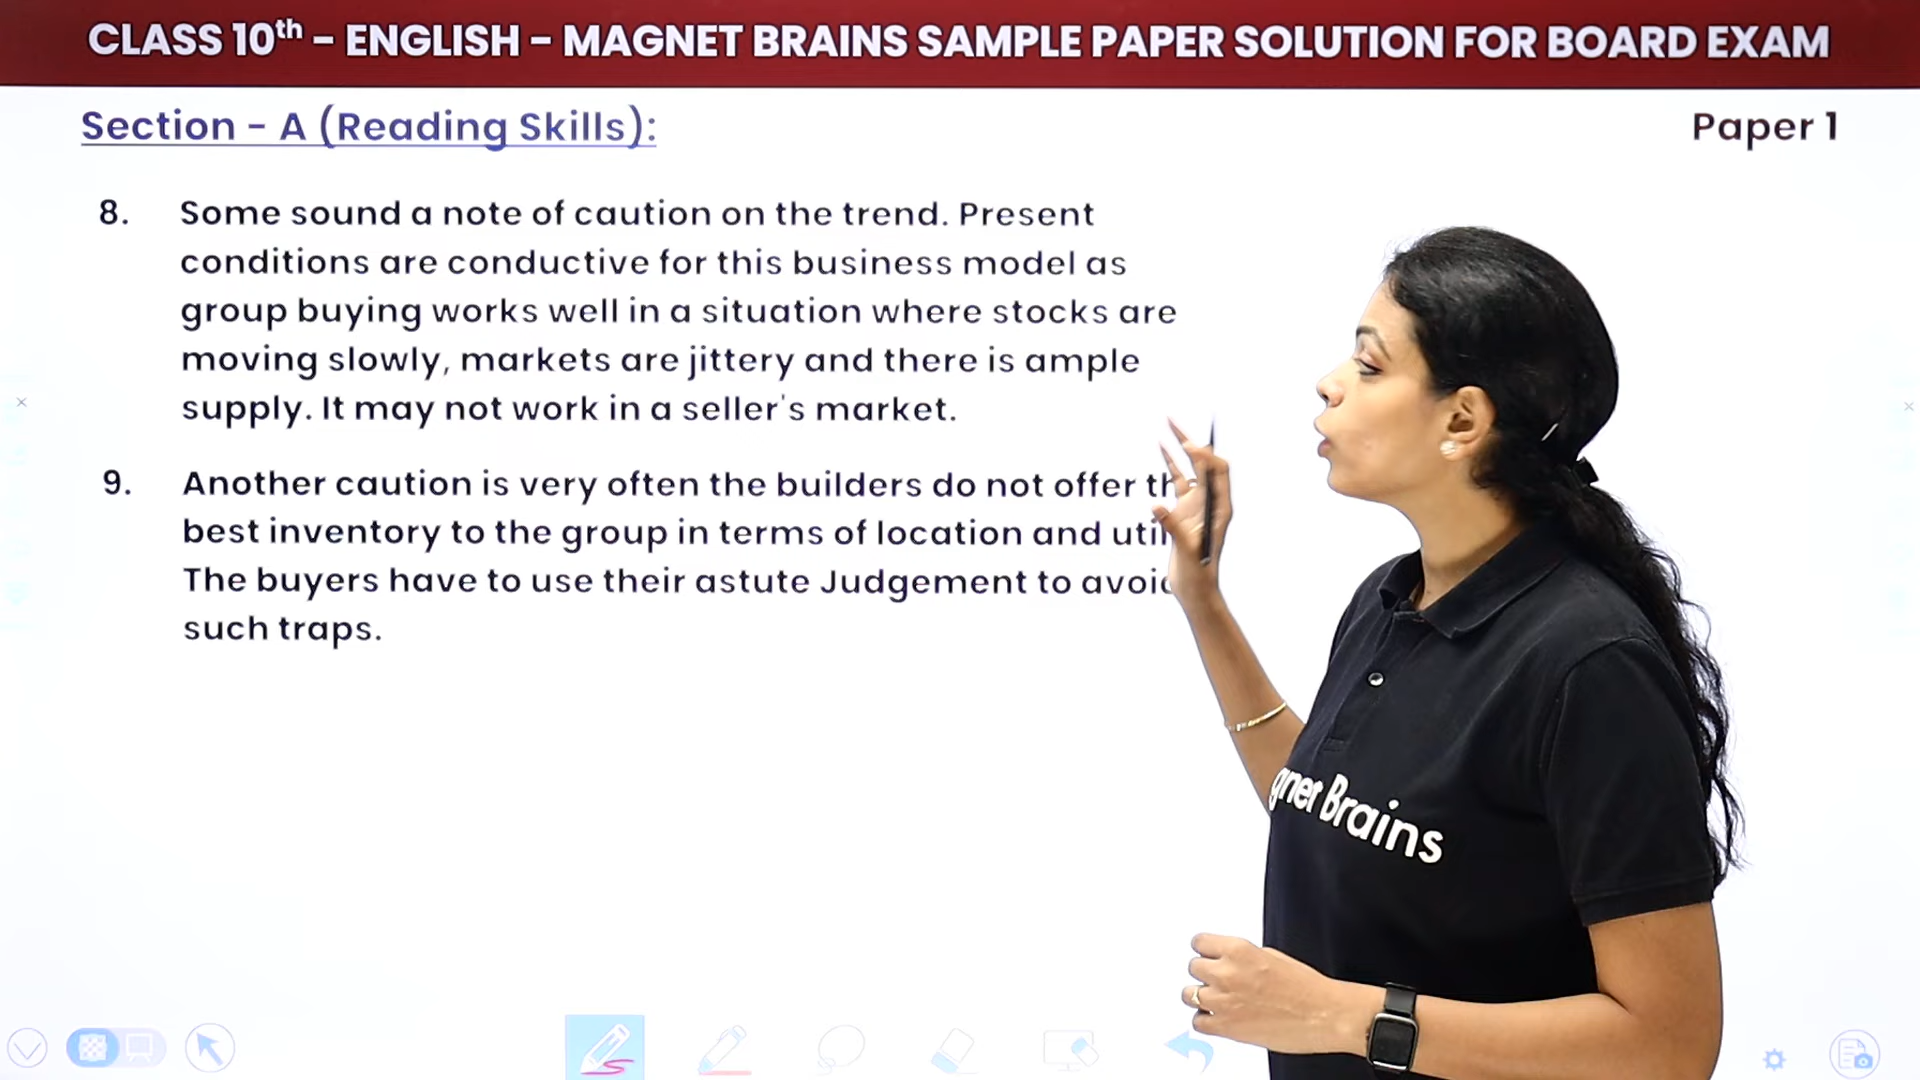 CLASS 10th – ENGLISH – MAGNET BRAINS SAMPLE PAPER SOLUTION FOR BOARD EXAM
Section - A (Reading Skills):
Paper 1
8. Some sound a note of caution on the trend. Present
conditions are conductive for this business model as
group buying works well in a situation where stocks are
moving slowly, markets are jittery and there is ample
supply. It may not work in a seller's market.
9. Another caution is very often the builders do not offer
best inventory to the group in terms of location and
The buyers have to use their astute Judgement to
such traps.
Brains